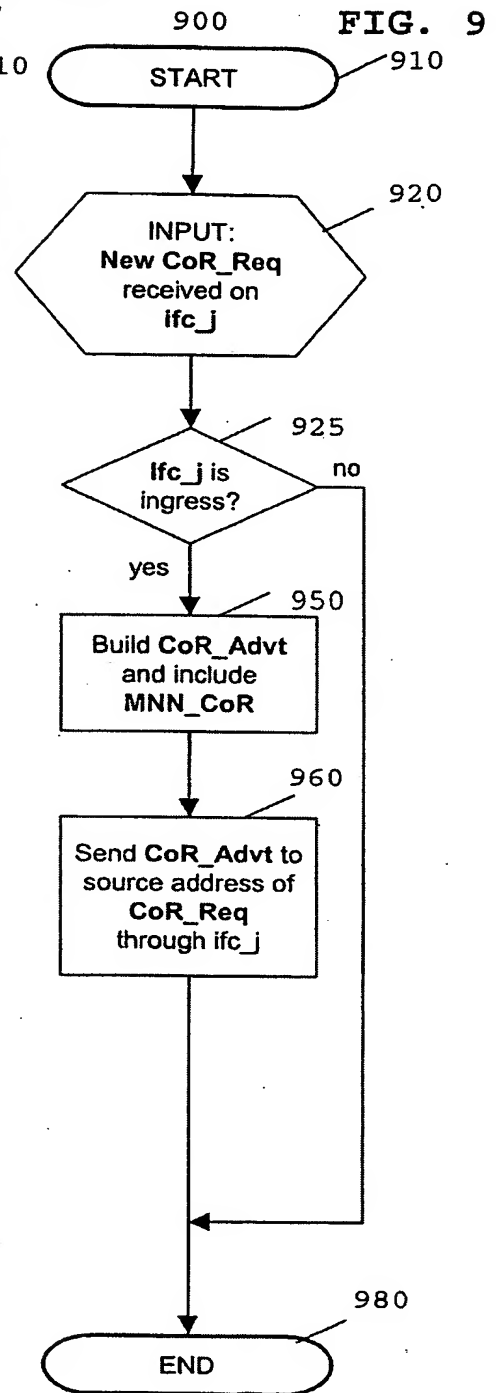 900
FIG. 9
10
START
910
920
INPUT:
New CoR_Req
received on
ifc_j
925
Ifc_j is
ingress?
no
yes
950
Build CoR_Advt
and include
MNN_CoR
960
Send CoR_Advt to
source address of
CoR_Req
through ifc_j
980
END